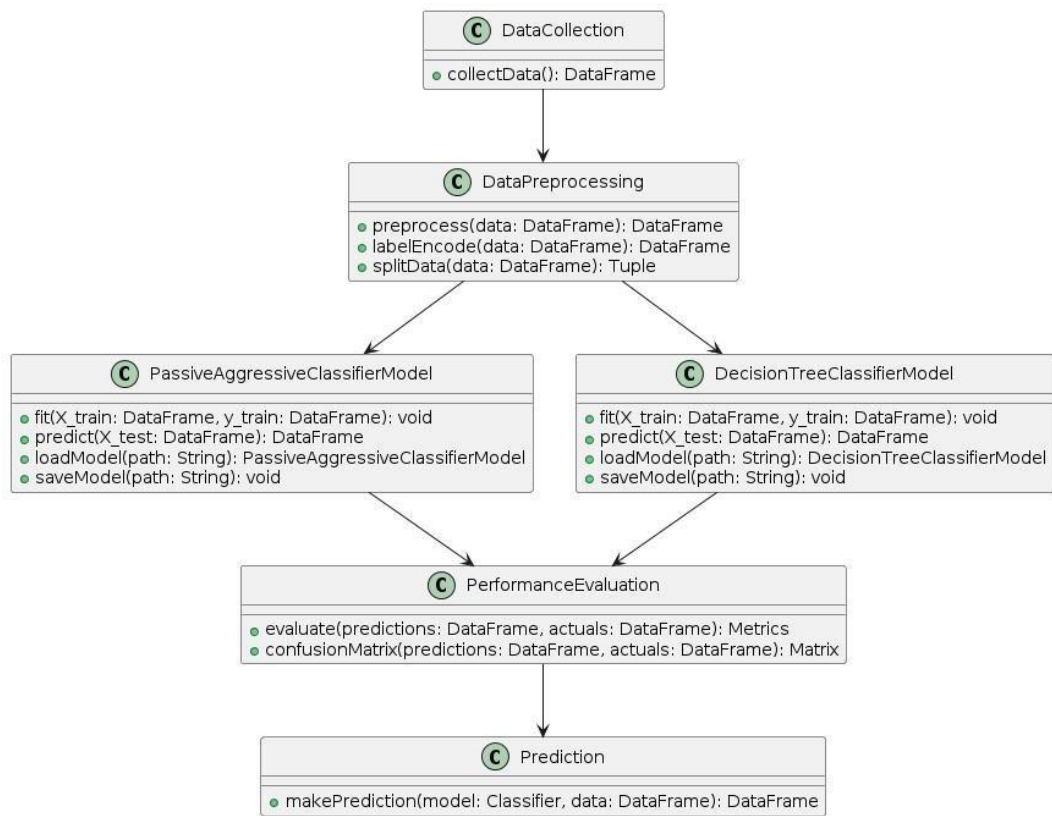 C DataCollection
collectData(): DataFrame
C DataPreprocessing
preprocess(data: DataFrame): DataFrame
labelEncode(data: DataFrame): DataFrame
splitData(data: DataFrame): Tuple
C PassiveAggressiveClassifierModel
fit(X_train: DataFrame, y_train: DataFrame): void
predict(X_test: DataFrame): DataFrame
loadModel(path: String): PassiveAggressiveClassifierModel
saveModel(path: String): void
C DecisionTreeClassifierModel
fit(X_train: DataFrame, y_train: DataFrame): void
predict(X_test: DataFrame): DataFrame
loadModel(path: String): DecisionTreeClassifierModel
saveModel(path: String): void
C PerformanceEvaluation
evaluate(predictions: DataFrame, actuals: DataFrame): Metrics
confusionMatrix(predictions: DataFrame, actuals: DataFrame): Matrix
C Prediction
makePrediction(model: Classifier, data: DataFrame): DataFrame